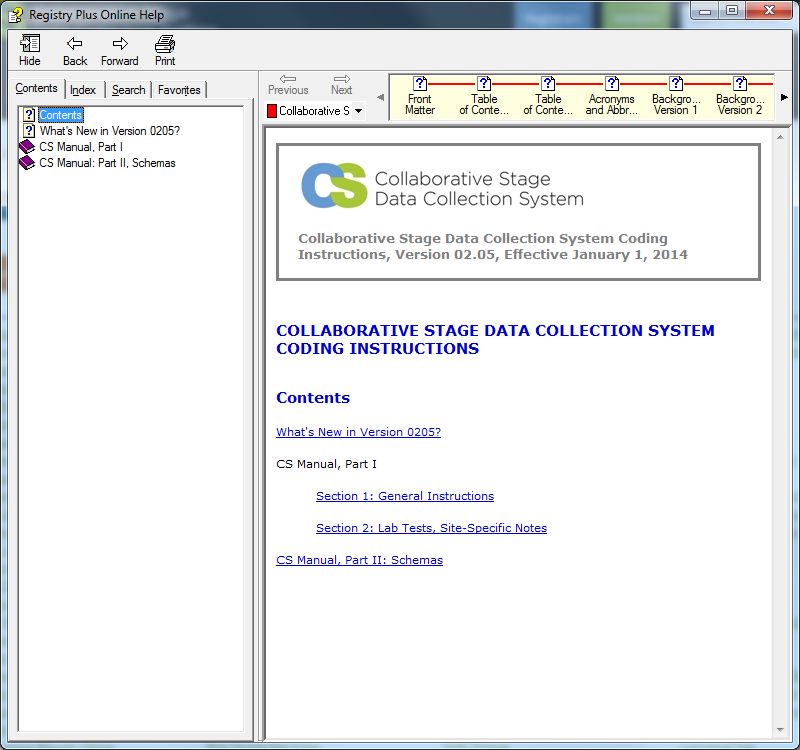 Registry Plus Online Help
Hide
Back
Forward
Print
Contents
Index
Search
Favorites
Contents
What's New in Version 0205?
CS Manual, Part I
CS Manual: Part II, Schemas
Previous
Next
Collaborative S
Front
Matter
Table
of Conte...
Table
of Conte...
Acronyms
and Abbr...
Backgro...
Version 1
Backgro...
Version 2
CS Collaborative Stage
Data Collection System
Collaborative Stage Data Collection System Coding
Instructions, Version 02.05, Effective January 1, 2014
COLLABORATIVE STAGE DATA COLLECTION SYSTEM
CODING INSTRUCTIONS
Contents
What's New in Version 0205?
CS Manual, Part I
Section 1: General Instructions
Section 2: Lab Tests, Site-Specific Notes
CS Manual, Part II: Schemas